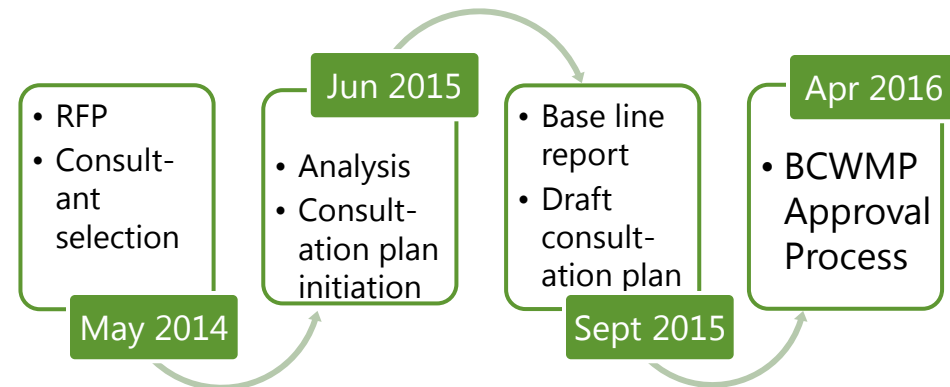 • RFP
• Consult-
ant
selection
May 2014
Jun 2015
• Analysis
• Consult-
ation plan
initiation
• Base line
report
• Draft
consult-
ation plan
Sept 2015
Apr 2016
• BCWMP
Approval
Process